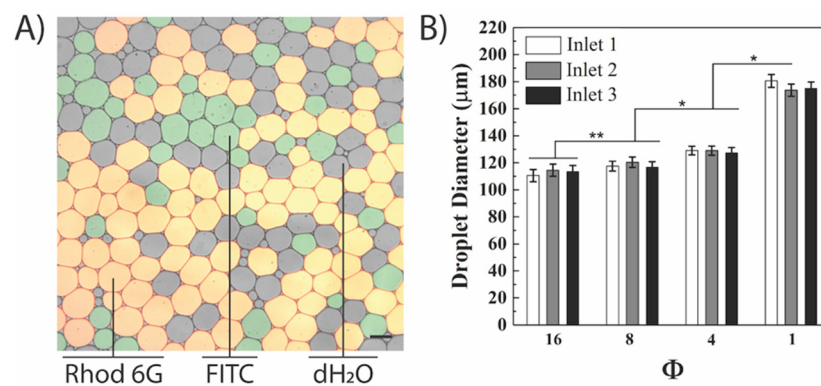 A)
Rhod 6G FITC dH₂O
B)
220
200
180
160
140
120
100
80
60
40
20
0
Droplet Diameter (μm)
Inlet 1
Inlet 2
Inlet 3
**
*
*
16 8 4 1
Φ